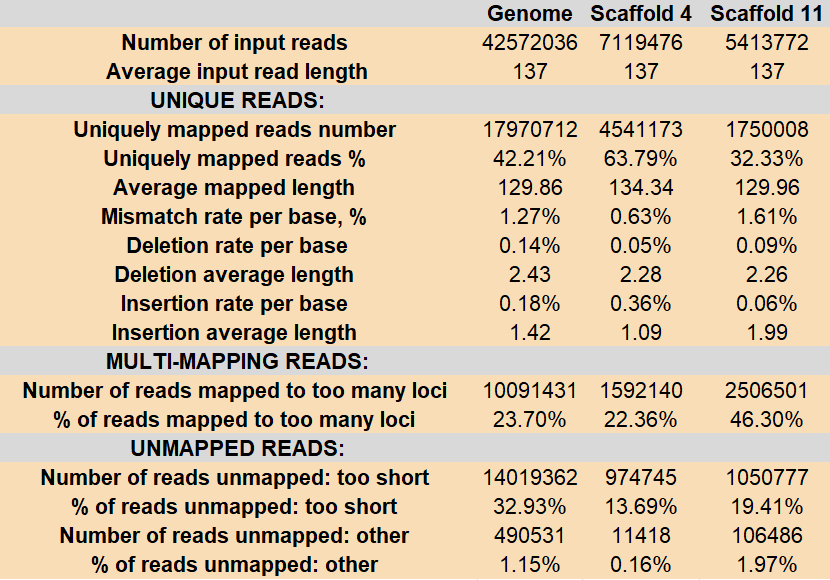 Genome Scaffold 4 Scaffold 11
Number of input reads 42572036 7119476 5413772
Average input read length 137 137 137
UNIQUE READS:
Uniquely mapped reads number 17970712 4541173 1750008
Uniquely mapped reads % 42.21% 63.79% 32.33%
Average mapped length 129.86 134.34 129.96
Mismatch rate per base, % 1.27% 0.63% 1.61%
Deletion rate per base 0.14% 0.05% 0.09%
Deletion average length 2.43 2.28 2.26
Insertion rate per base 0.18% 0.36% 0.06%
Insertion average length 1.42 1.09 1.99
MULTI-MAPPING READS:
Number of reads mapped to too many loci 10091431 1592140 2506501
% of reads mapped to too many loci 23.70% 22.36% 46.30%
UNMAPPED READS:
Number of reads unmapped: too short 14019362 974745 1050777
% of reads unmapped: too short 32.93% 13.69% 19.41%
Number of reads unmapped: other 490531 11418 106486
% of reads unmapped: other 1.15% 0.16% 1.97%